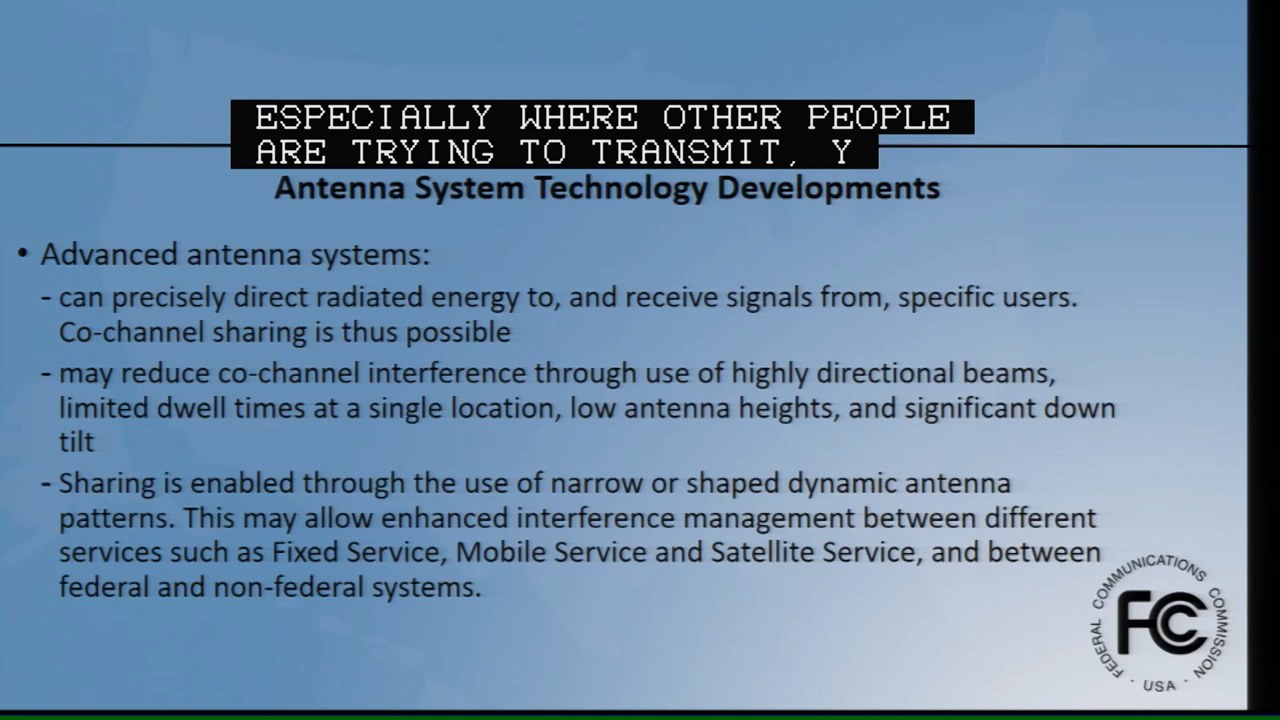 ESPECIALLY WHERE OTHER PEOPLE
ARE TRYING TO TRANSMIT, Y
Antenna System Technology Developments
• Advanced antenna systems:
- can precisely direct radiated energy to, and receive signals from, specific users.
Co-channel sharing is thus possible
- may reduce co-channel interference through use of highly directional beams,
limited dwell times at a single location, low antenna heights, and significant down
tilt
- Sharing is enabled through the use of narrow or shaped dynamic antenna
patterns. This may allow enhanced interference management between different
services such as Fixed Service, Mobile Service and Satellite Service, and between
federal and non-federal systems.
FEDERAL COMMUNICATIONS COMMISSION
FCC
· USA ·